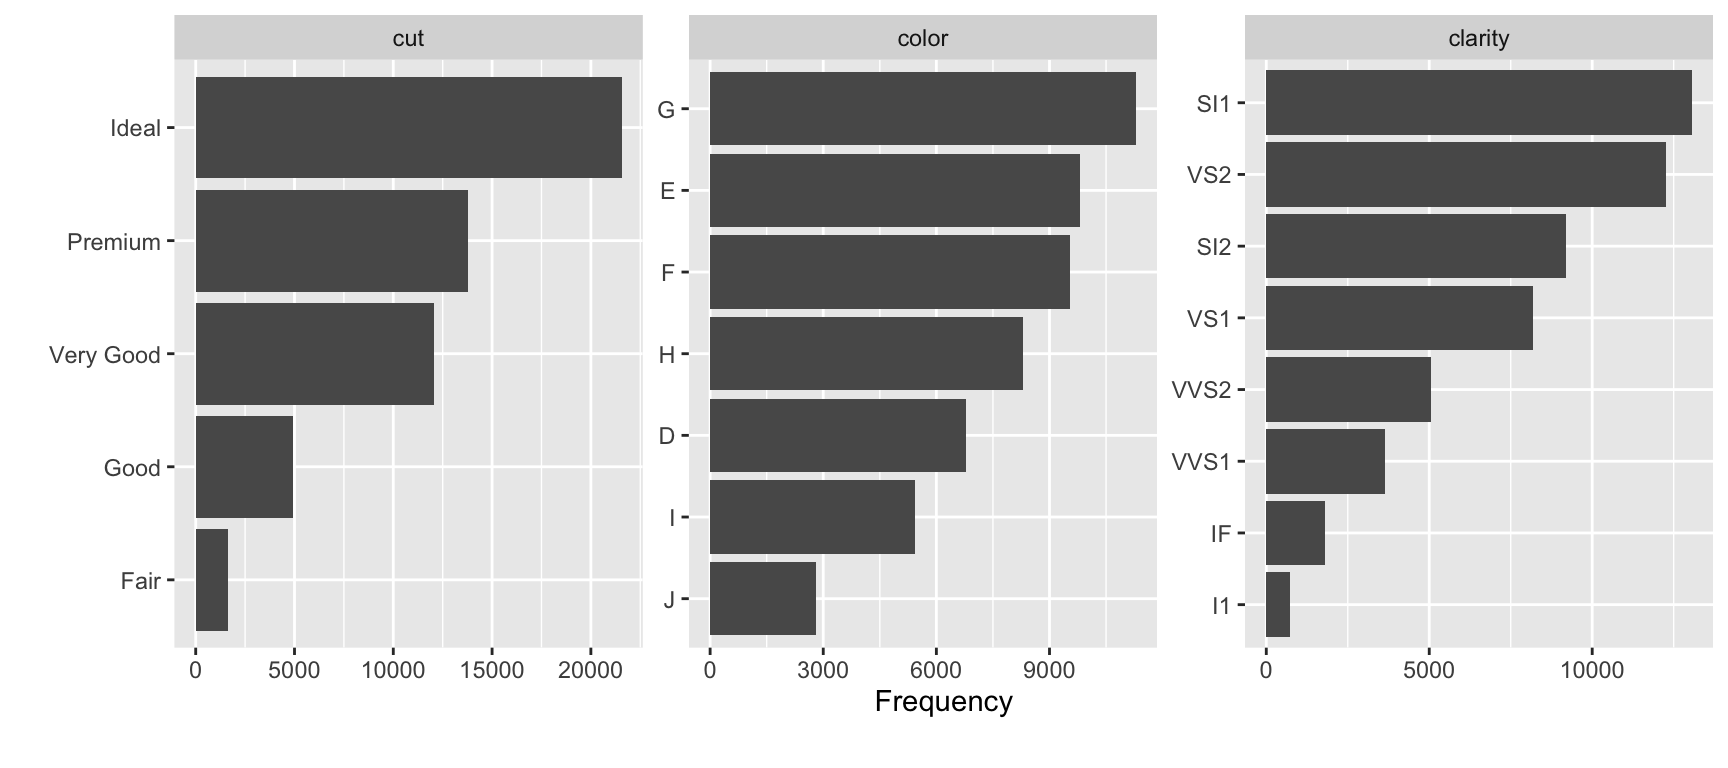 cut
color
clarity
Ideal
Premium
Very Good
Good
Fair
0 5000 10000 15000 20000
G
E
F
H
D
I
J
0 3000 6000 9000
SI1
VS2
SI2
VS1
VVS2
VVS1
IF
I1
0 5000 10000
Frequency